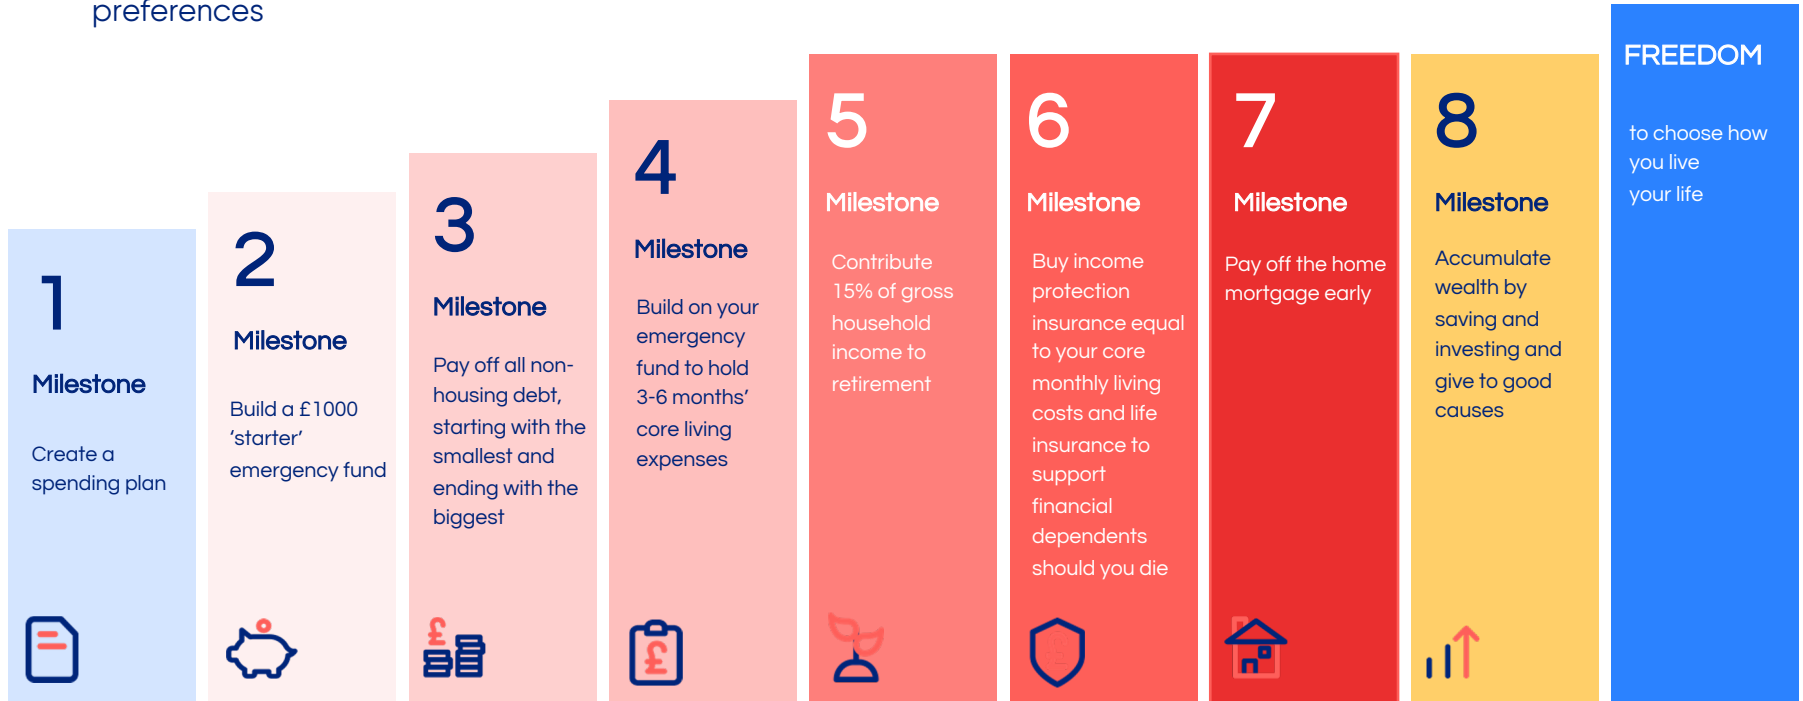 preferences
1
Milestone
Create a
spending plan
2
Milestone
Build a £1000
‘starter’
emergency fund
3
Milestone
Pay off all non-
housing debt,
starting with the
smallest and
ending with the
biggest
£
4
Milestone
Build on your
emergency
fund to hold
3-6 months’
core living
expenses
£
5
Milestone
Contribute
15% of gross
household
income to
retirement
6
Milestone
Buy income
protection
insurance equal
to your core
monthly living
costs and life
insurance to
support
financial
dependents
should you die
7
Milestone
Pay off the home
mortgage early
8
Milestone
Accumulate
wealth by
saving and
investing and
give to good
causes
FREEDOM
to choose how
you live
your life